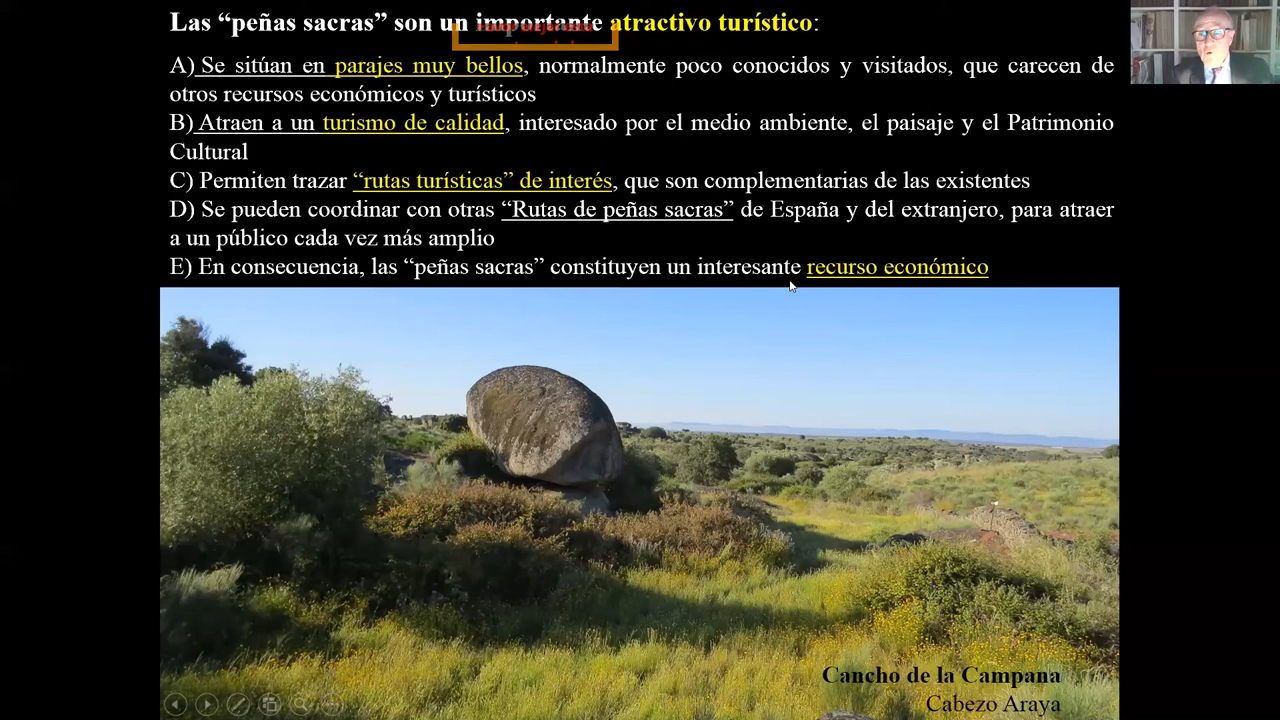 Las “peñas sacras” son un importante atractivo turístico:
A) Se sitúan en parajes muy bellos, normalmente poco conocidos y visitados, que carecen de
otros recursos económicos y turísticos
B) Atraen a un turismo de calidad, interesado por el medio ambiente, el paisaje y el Patrimonio
Cultural
C) Permiten trazar “rutas turísticas” de interés, que son complementarias de las existentes
D) Se pueden coordinar con otras “Rutas de peñas sacras” de España y del extranjero, para atraer
a un público cada vez más amplio
E) En consecuencia, las “peñas sacras” constituyen un interesante recurso económico
Cancho de la Campana
Cabezo Araya